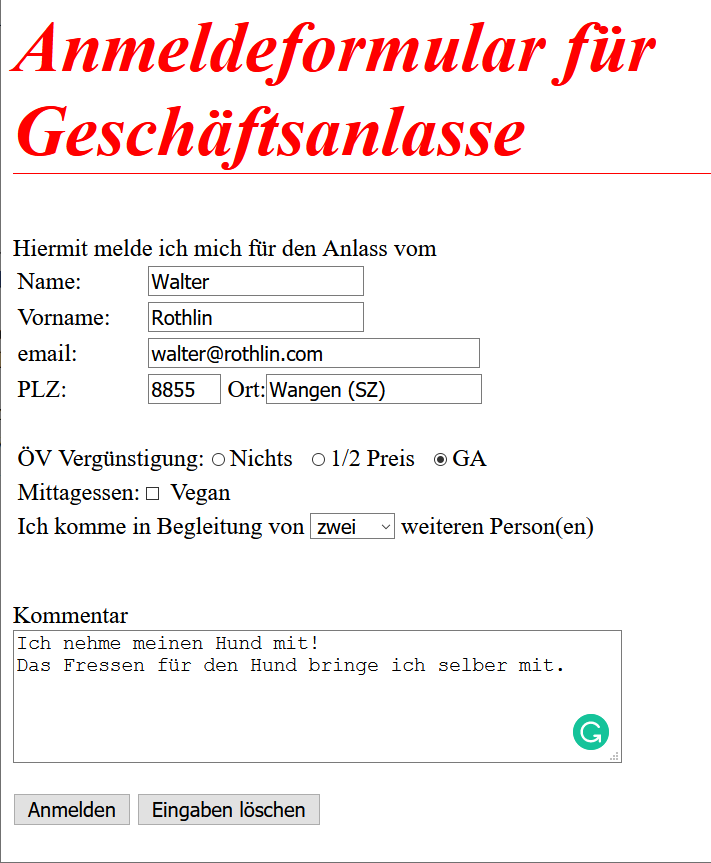 Anmeldeformular für
Geschäftsanlasse
Hiermit melde ich mich für den Anlass vom
Name: Walter
Vorname: Rothlin
email: walter@rothlin.com
PLZ: 8855 Ort: Wangen (SZ)
ÖV Vergünstigung: Nichts 1/2 Preis GA
Mittagessen: Vegan
Ich komme in Begleitung von zwei weiteren Person(en)
Kommentar
Ich nehme meinen Hund mit!
Das Fressen für den Hund bringe ich selber mit.
Anmelden Eingaben löschen